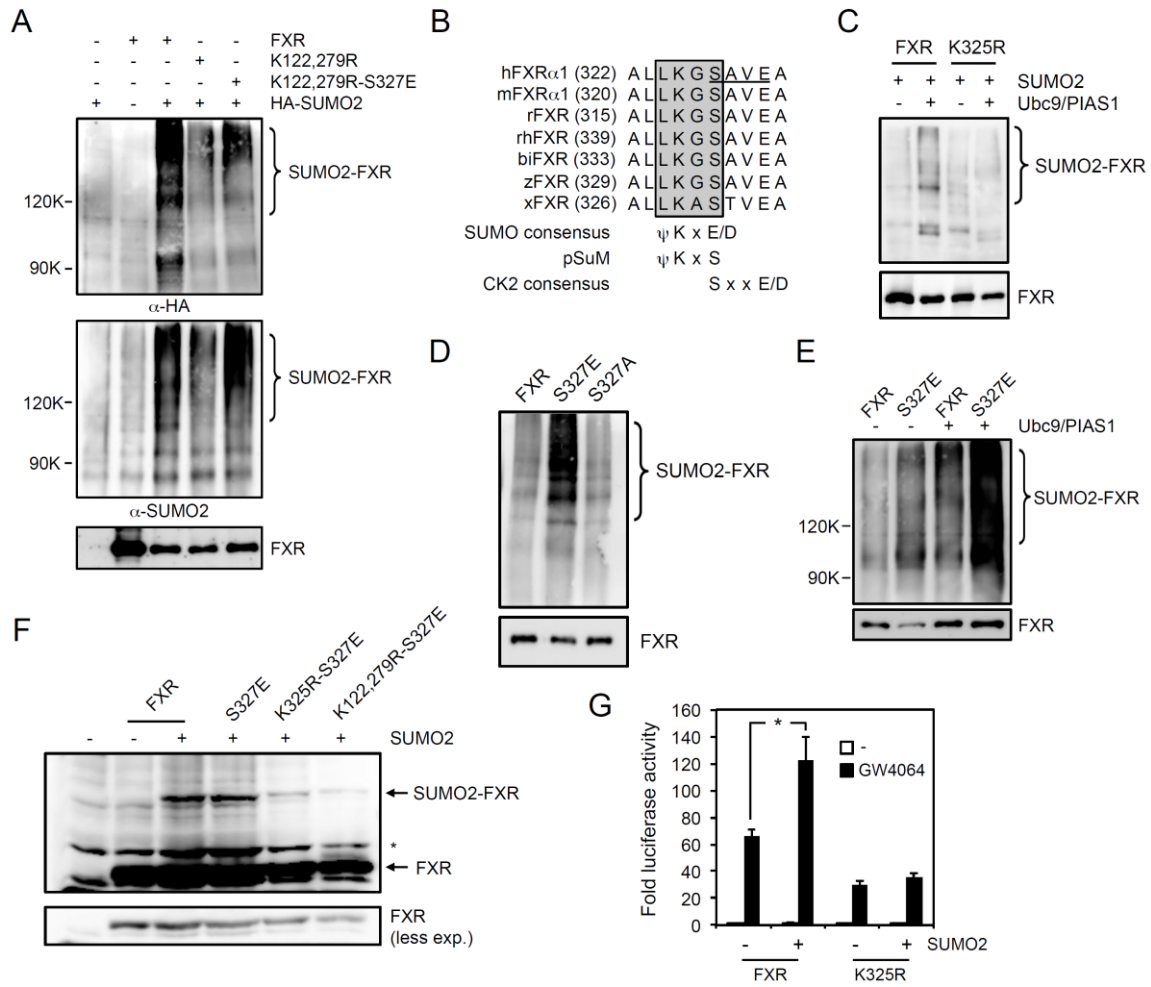 A
- + + - - FXR
- - - + - K122,279R
- - - - + K122,279R-S327E
+ - + + + HA-SUMO2
SUMO2-FXR
120K
90K
α-HA
SUMO2-FXR
120K
90K
α-SUMO2
FXR
B
hFXRα1 (322) A L L K G S A V E A
mFXRα1 (320) A L L K G S A V E A
rFXR (315) A L L K G S A V E A
rhFXR (339) A L L K G S A V E A
biFXR (333) A L L K G S A V E A
zFXR (329) A L L K G S A V E A
xFXR (326) A L L K A S T V E A
SUMO consensus ψ K x E/D
pSuM ψ K x S
CK2 consensus S x x E/D
C
FXR K325R
+ + + + SUMO2
- + - + Ubc9/PIAS1
SUMO2-FXR
FXR
D
FXR S327E S327A
SUMO2-FXR
FXR
E
FXR S327E FXR S327E
- - + + Ubc9/PIAS1
SUMO2-FXR
120K
90K
FXR
F
FXR S327E K325R-S327E K122,279R-S327E
- - + + + + SUMO2
SUMO2-FXR
*
FXR
FXR
(less exp.)
G
Fold luciferase activity
160
140
120
100
80
60
40
20
0
*
-
GW4064
- + - + SUMO2
FXR K325R